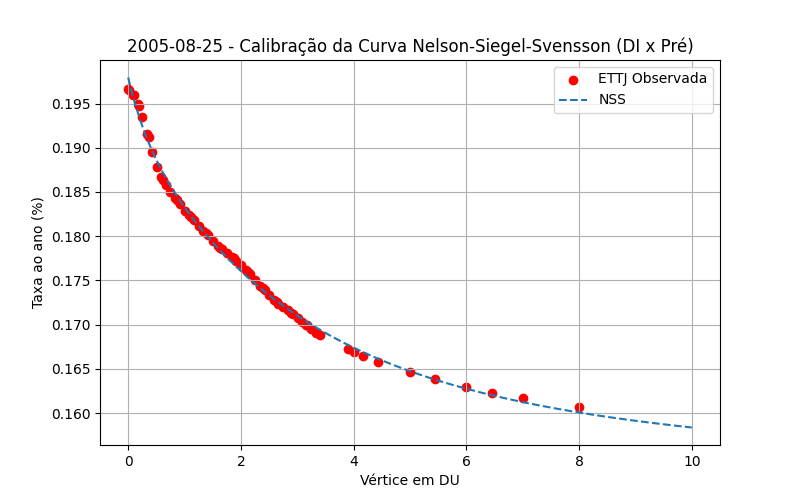 2005-08-25 - Calibração da Curva Nelson-Siegel-Svensson (DI x Pré)
ETTJ Observada
NSS
Taxa ao ano (%)
0.195
0.190
0.185
0.180
0.175
0.170
0.165
0.160
0 2 4 6 8 10
Vértice em DU